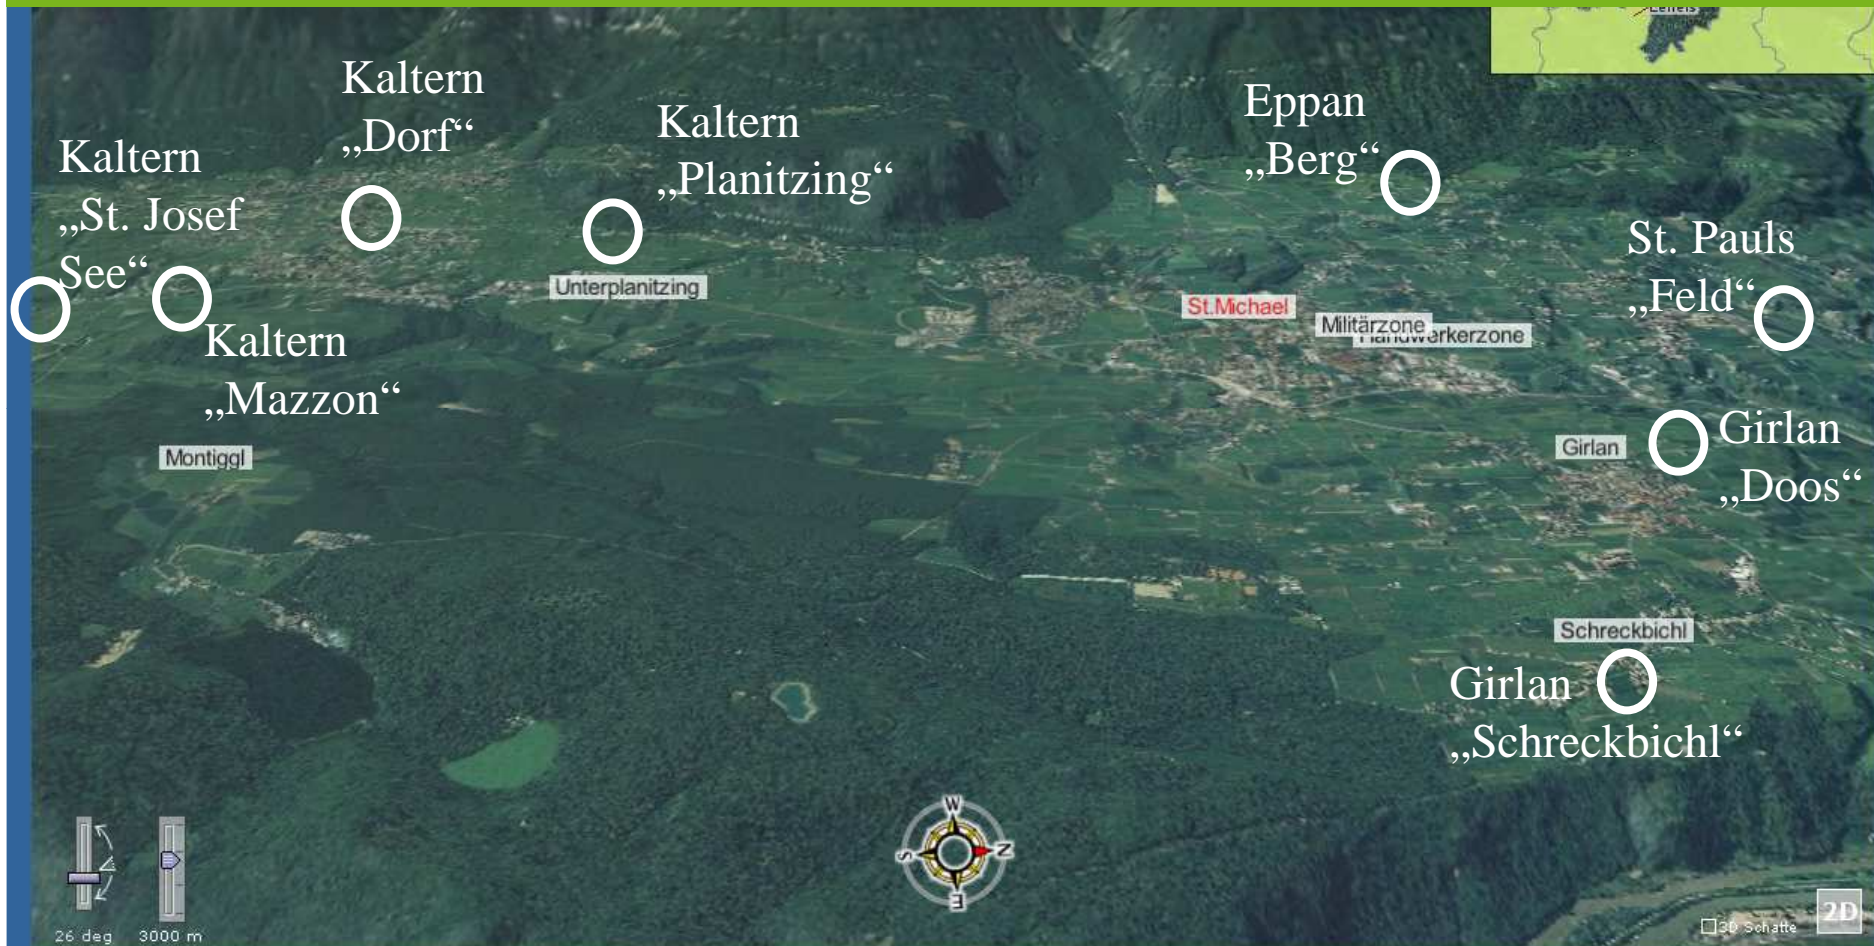 Kaltern
„Dorf“
Kaltern
„Planitzing“
Eppan
„Berg“
Kaltern
„St. Josef
See“
St. Pauls
„Feld“
Unterplanitzing
St.Michael
Militärzone
Handwerkerzone
Kaltern
„Mazzon“
Montiggl
Girlan
Girlan
„Doos“
Schreckbichl
Girlan
„Schreckbichl“
W
S
N
E
26 deg
3000 m
3D Schatte
2D